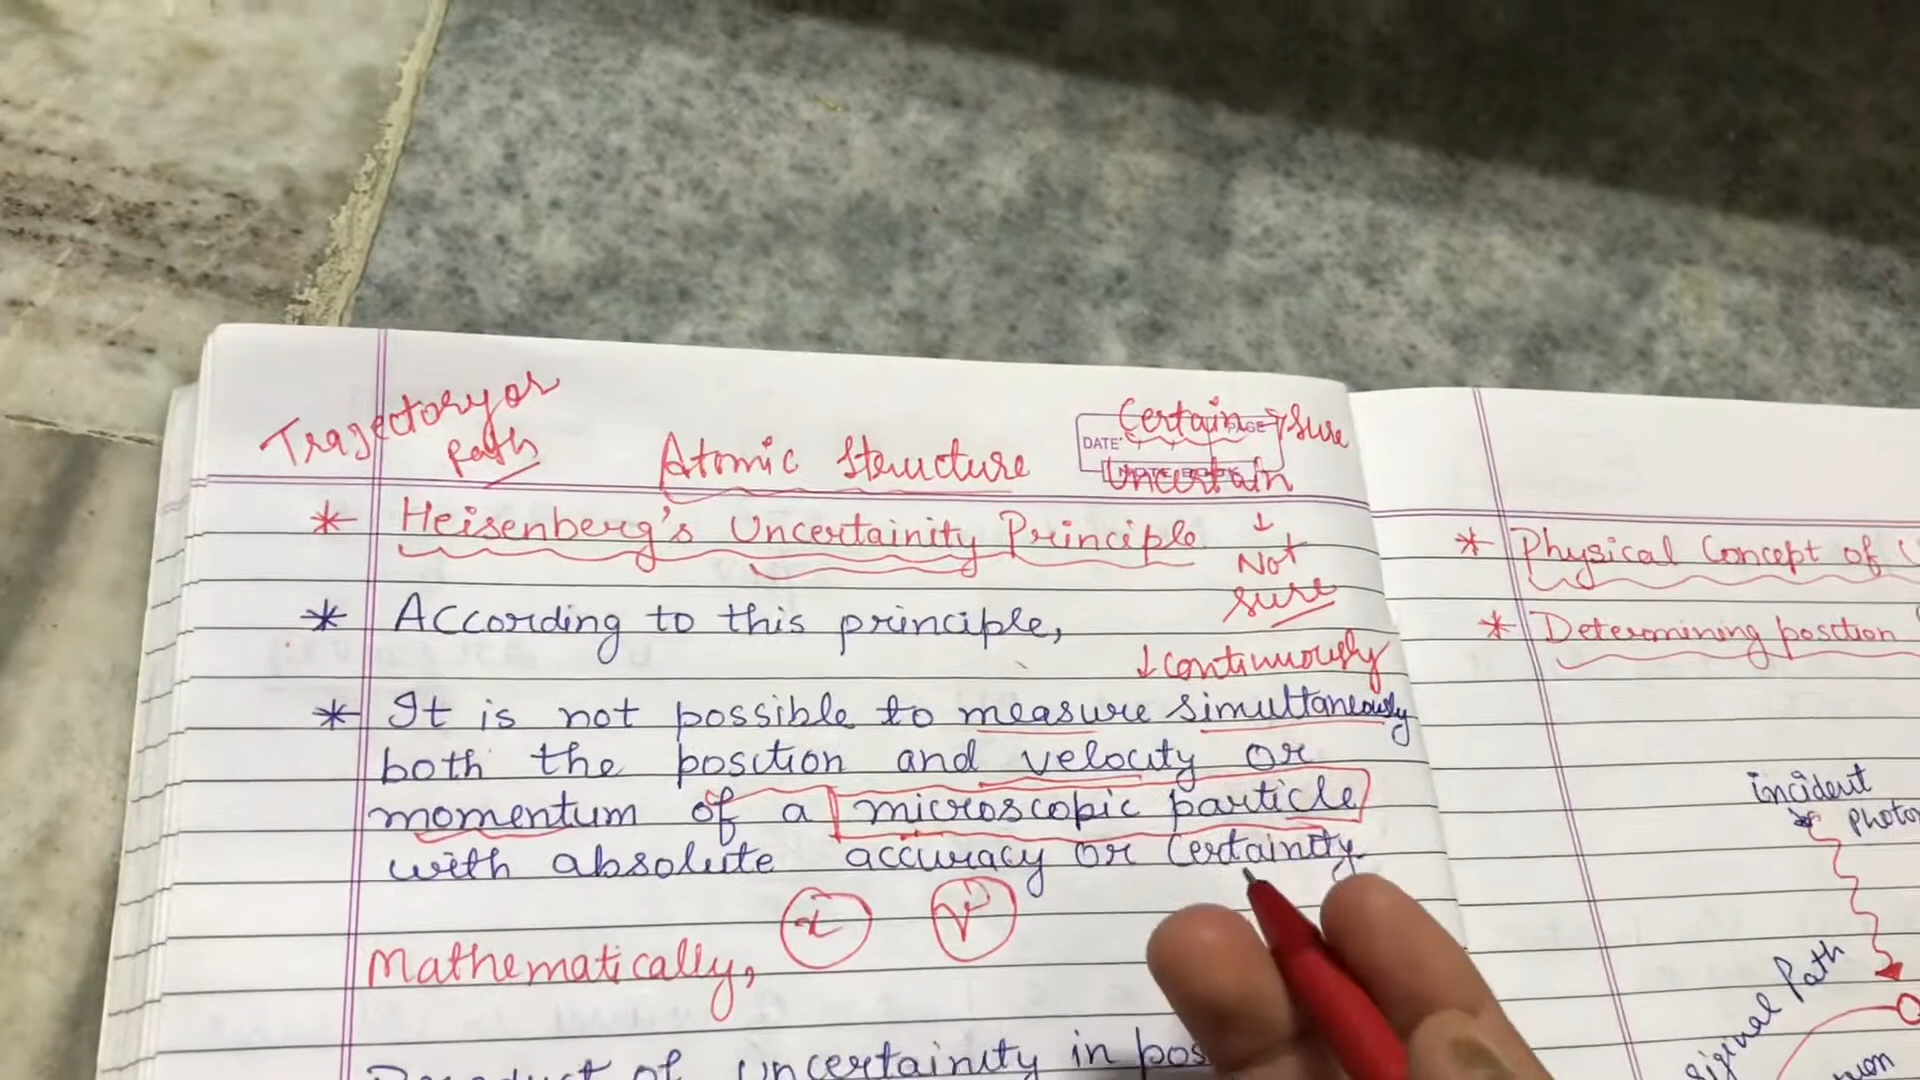 Trajectory or
path
Atomic Structure
Certain → Sure
DATE
PAGE
Uncertain
* Heisenberg's Uncertainity Principle
↓
Not
sure
* According to this principle,
↓ continuously
* It is not possible to measure simultaneously
both the position and velocity or
momentum of a microscopic particle
with absolute accuracy or certainity
x v
Mathematically,
Product of Uncertainity in pos
* Physical Concept of
* Determining position
incident
photo
Path